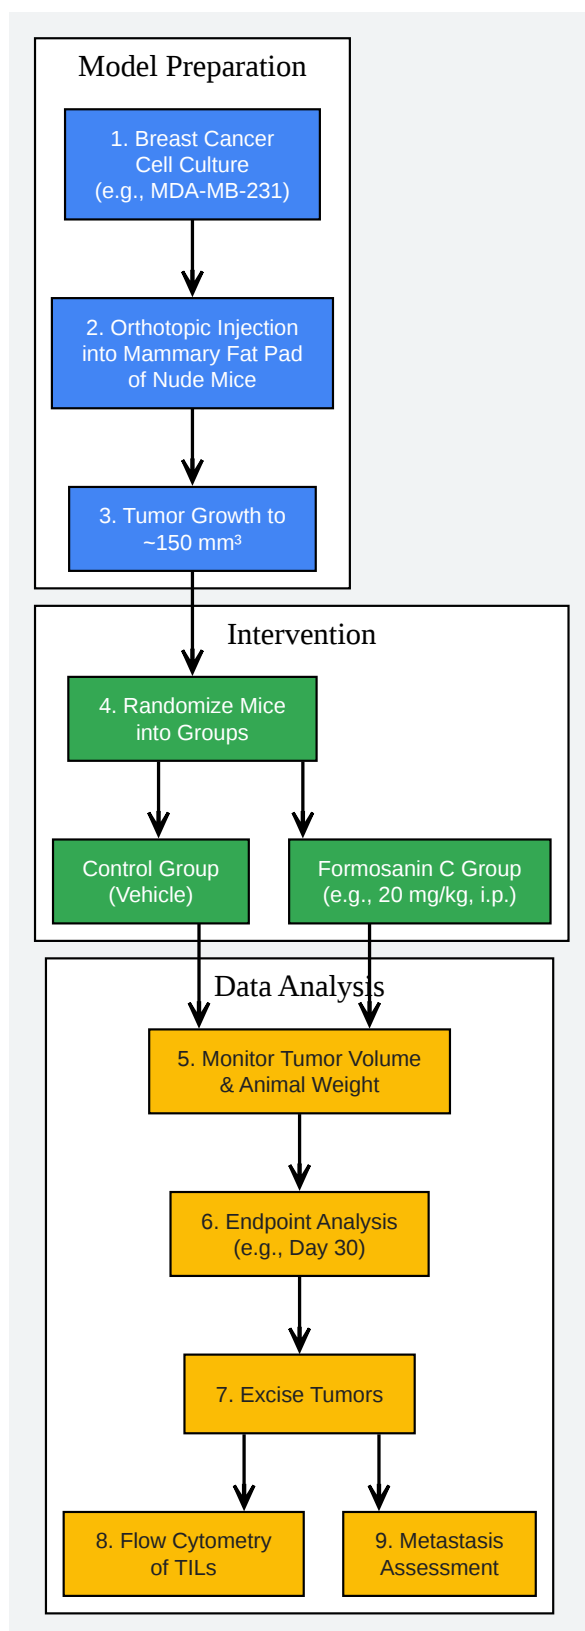 Model Preparation
1. Breast Cancer
Cell Culture
(e.g., MDA-MB-231)
2. Orthotopic Injection
into Mammary Fat Pad
of Nude Mice
3. Tumor Growth to
~150 mm³
Intervention
4. Randomize Mice
into Groups
Control Group
(Vehicle)
Formosanin C Group
(e.g., 20 mg/kg, i.p.)
Data Analysis
5. Monitor Tumor Volume
& Animal Weight
6. Endpoint Analysis
(e.g., Day 30)
7. Excise Tumors
8. Flow Cytometry
of TILs
9. Metastasis
Assessment